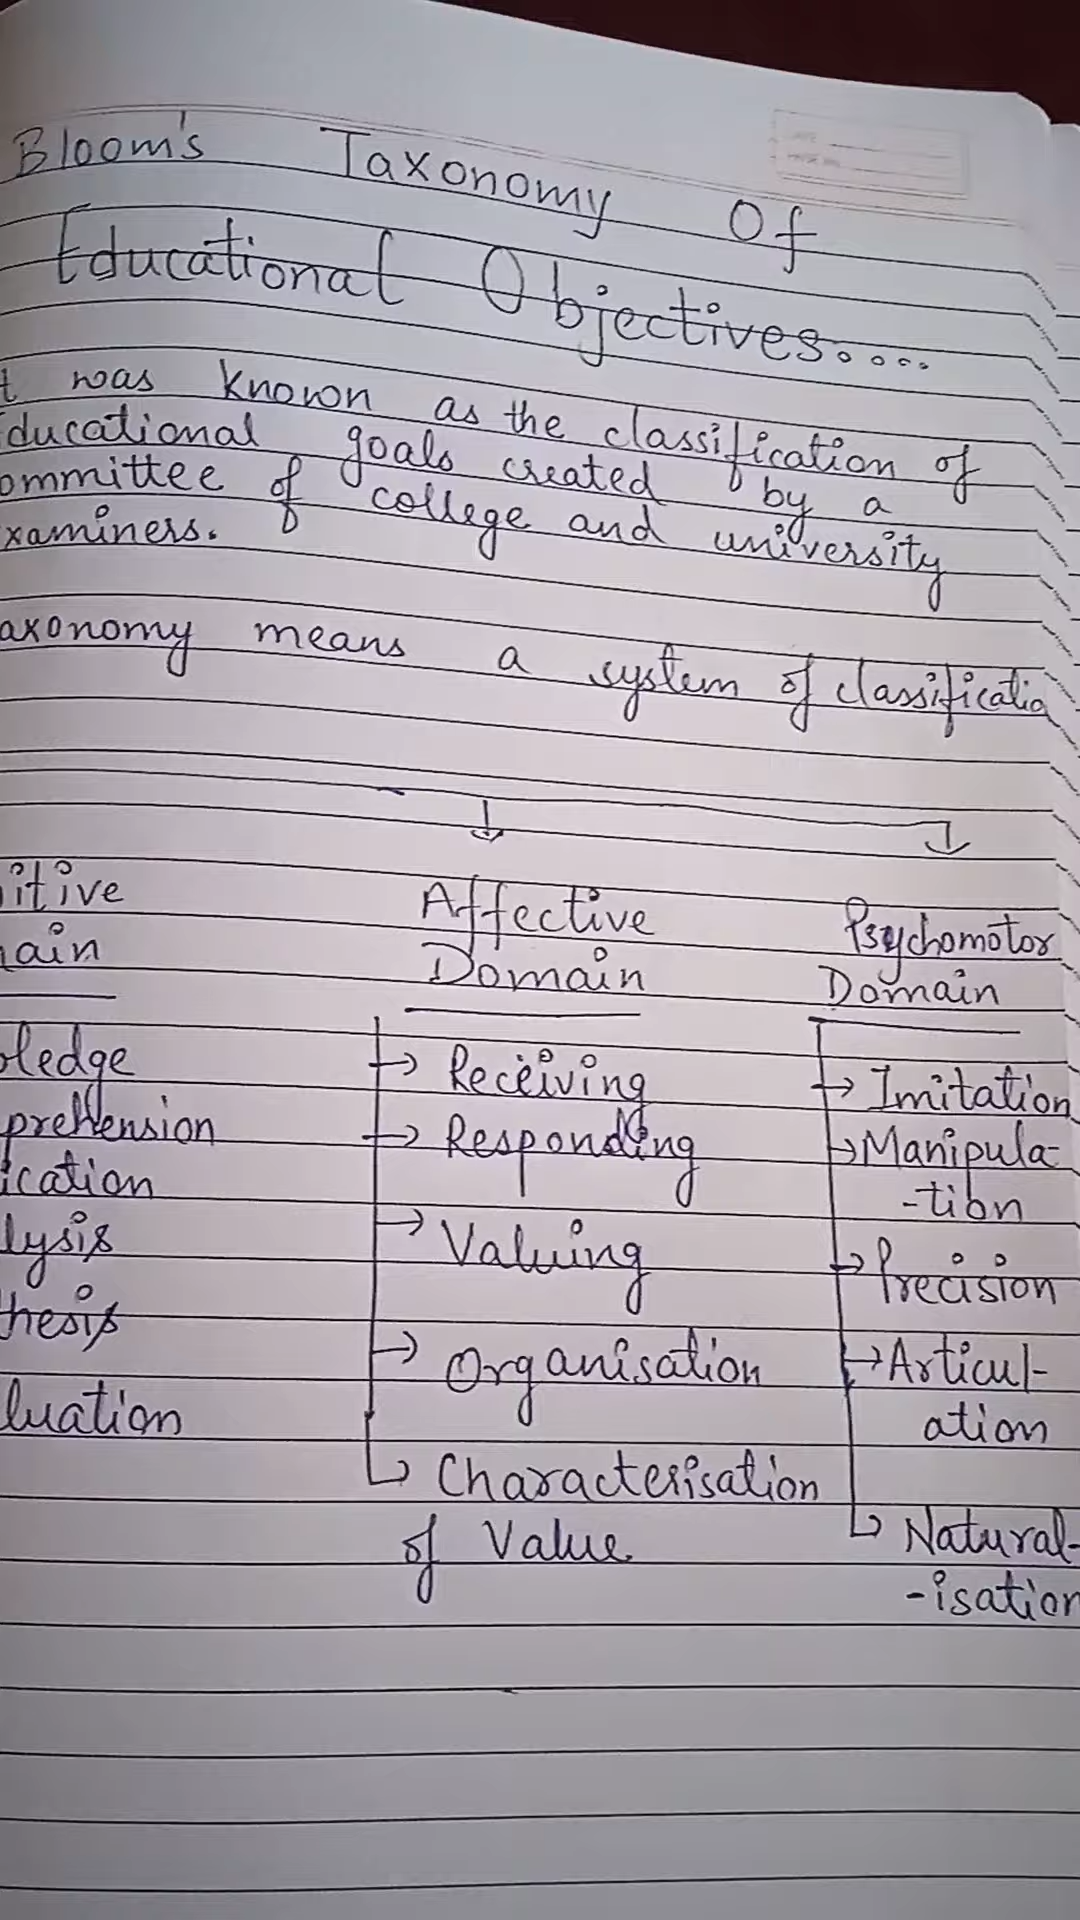 Bloom's Taxonomy Of
Educational Objectives....
t was known as the classification of
ducational goals created by a
ommittee of college and university
xaminers.
axonomy means a system of classificatio
itive Affective Psychomotor
ain Domain Domain
ledge → Receiving → Imitation
prehension → Responding → Manipula-
ication -tion
lysis → Valuing → Precision
thesis → Organisation → Articul-
luation ation
→ Characterisation
of Value → Natural-
-isation